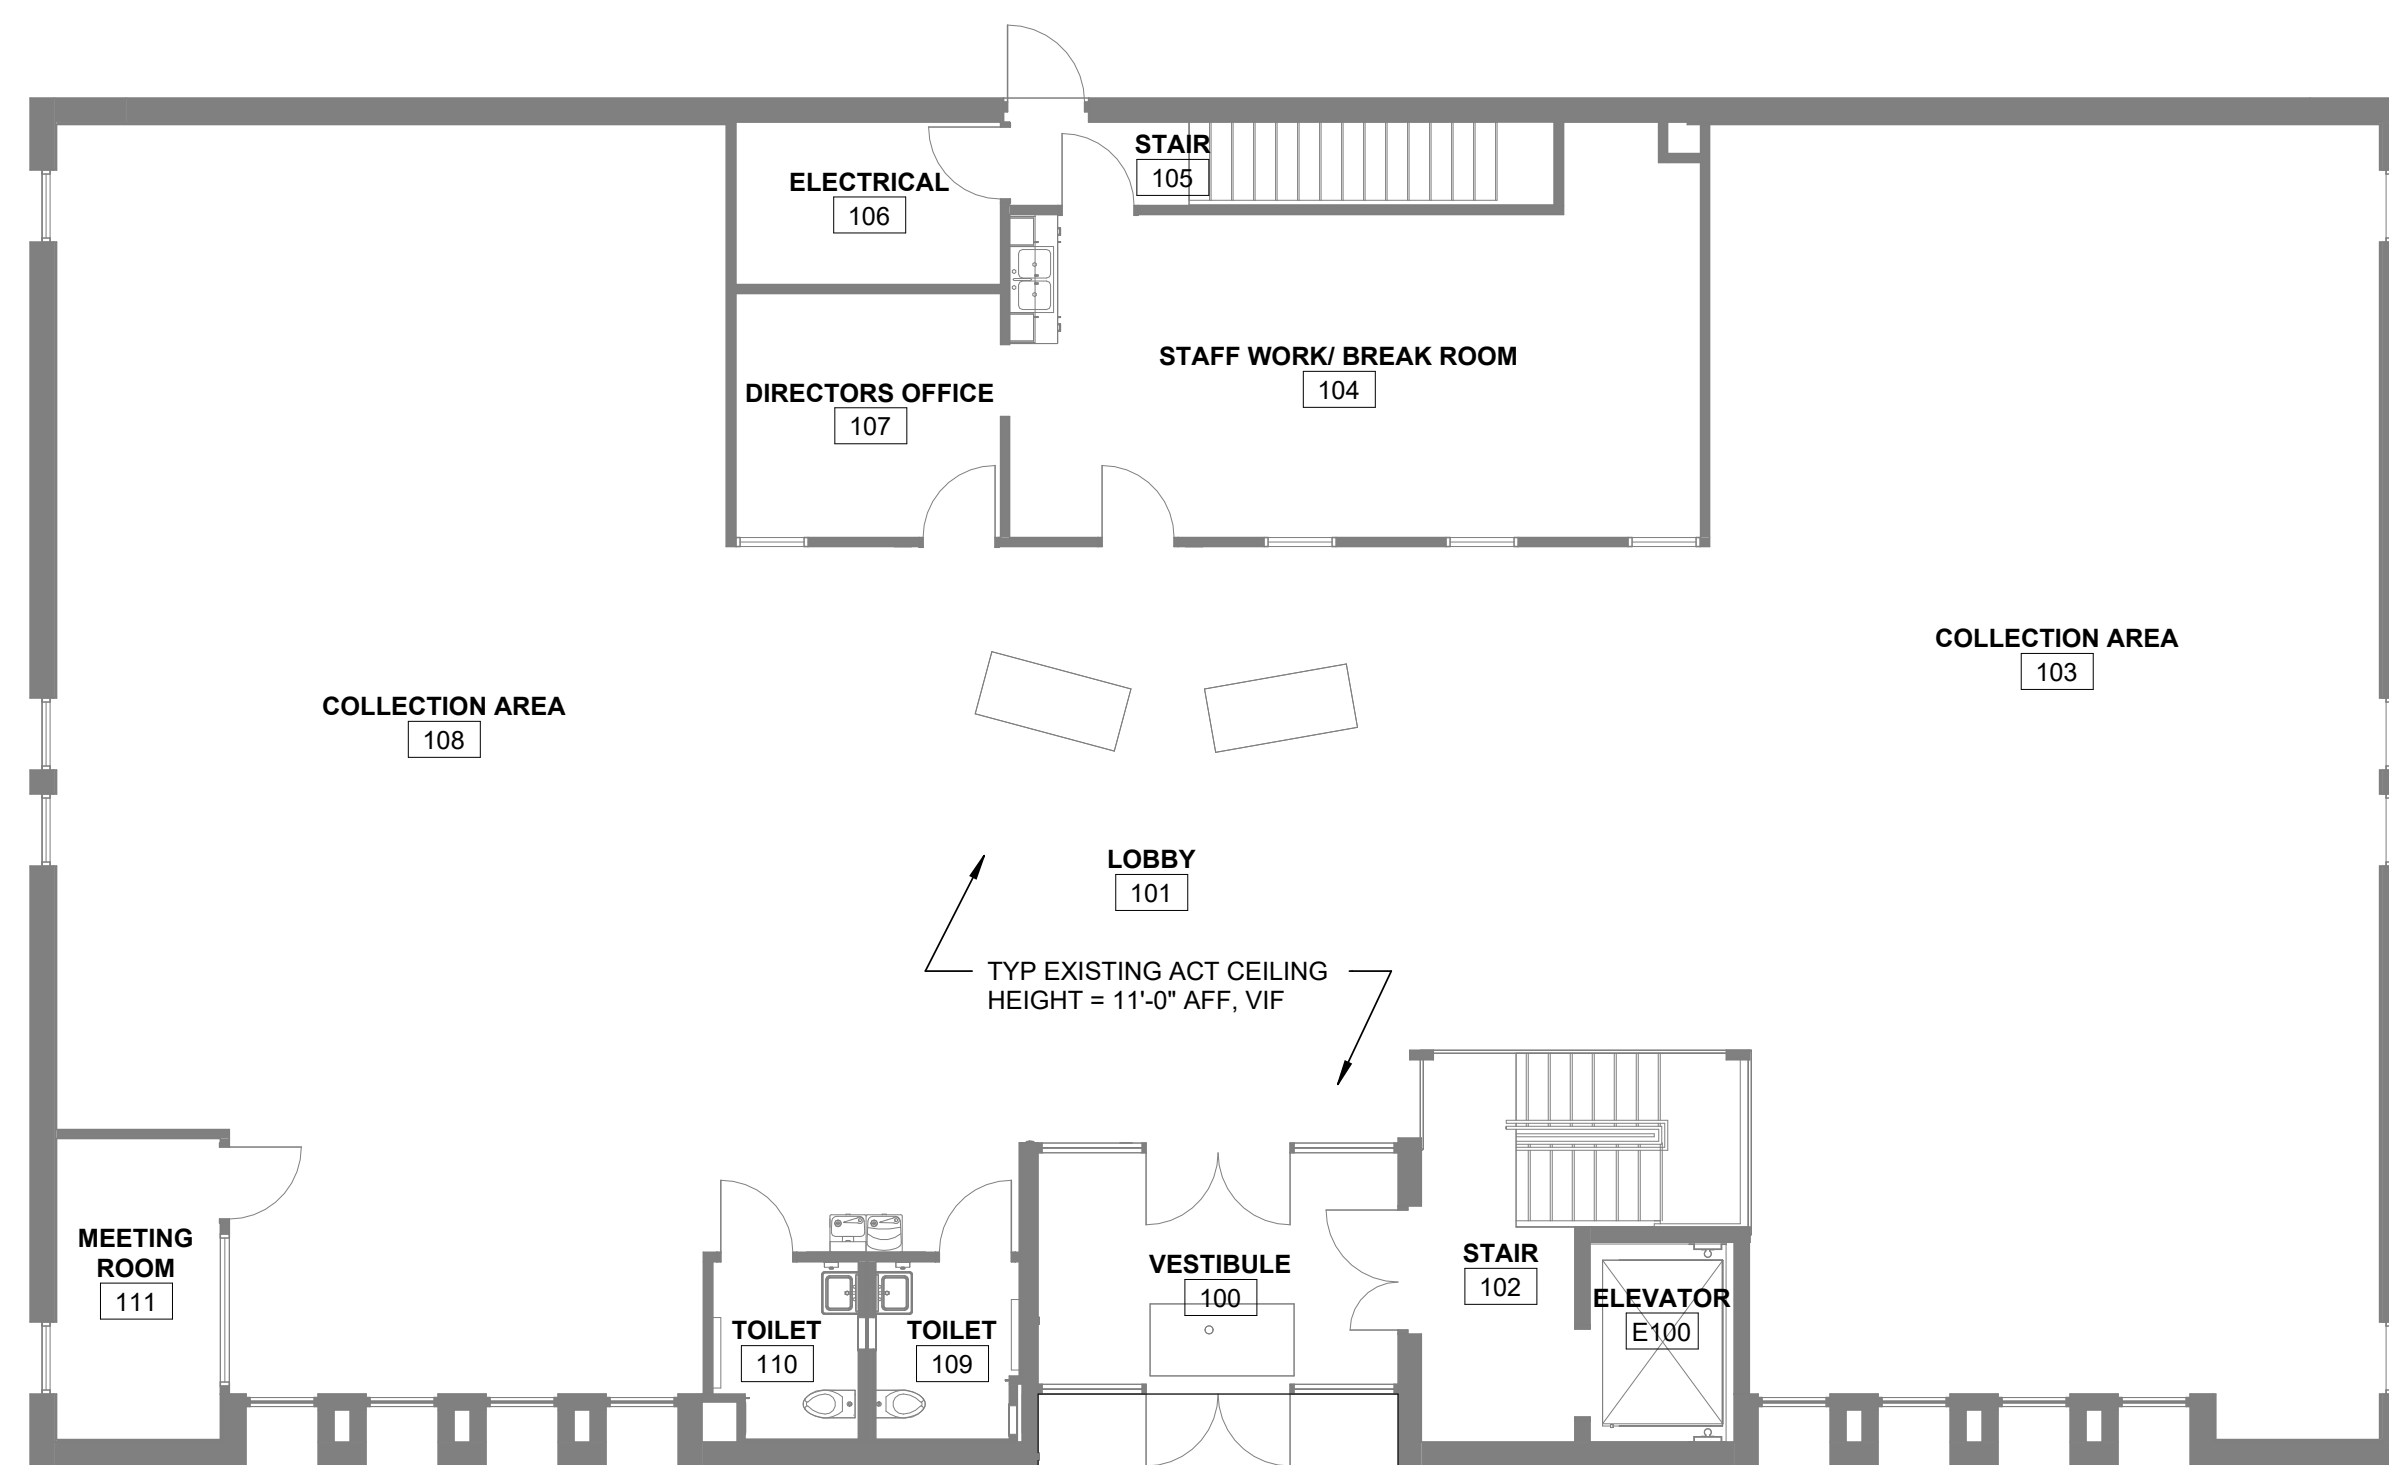 STAIR
105
ELECTRICAL
106
STAFF WORK/ BREAK ROOM
104
DIRECTORS OFFICE
107
COLLECTION AREA
103
COLLECTION AREA
108
LOBBY
101
TYP EXISTING ACT CEILING
HEIGHT = 11'-0" AFF, VIF
MEETING
ROOM
111
VESTIBULE
100
STAIR
102
ELEVATOR
E100
TOILET
110
TOILET
109